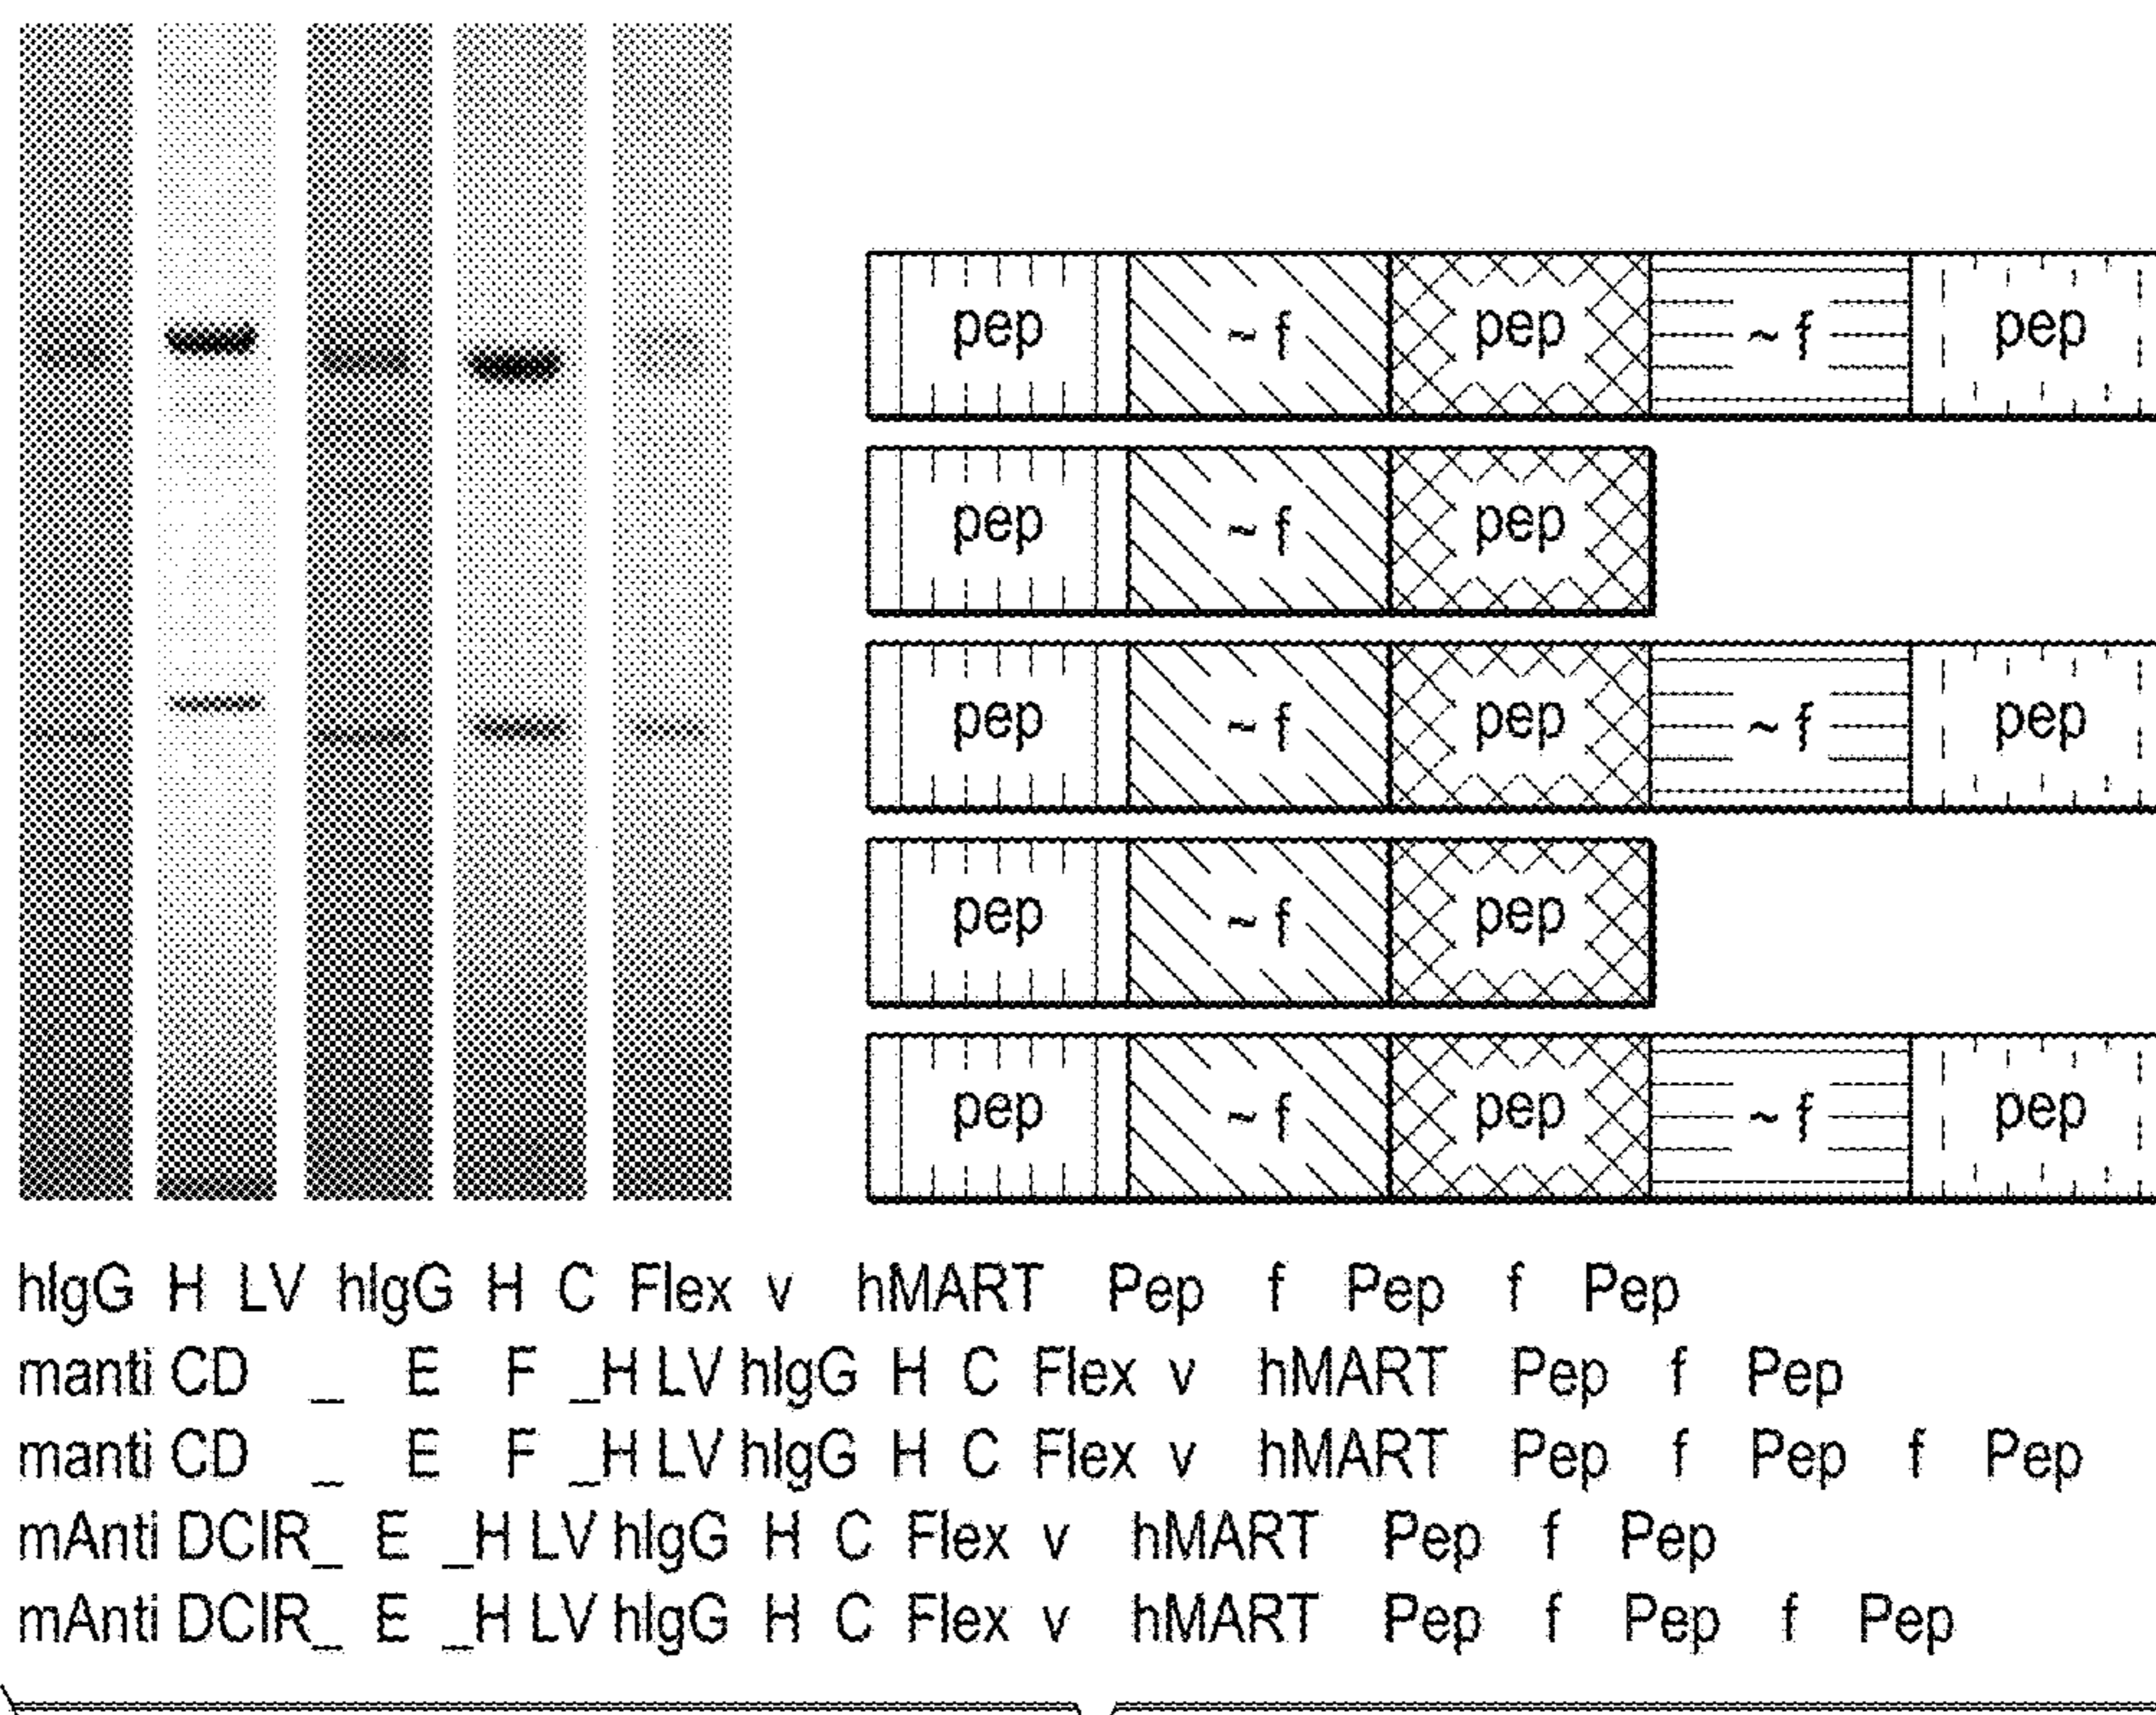 pep ~ f pep ~ f pep
pep ~ f pep
pep ~ f pep ~ f pep
pep ~ f pep
pep ~ f pep ~ f pep
hIgG H LV hIgG H C Flex v hMART Pep f Pep f Pep
manti CD _ E F _H LV hIgG H C Flex v hMART Pep f Pep
manti CD _ E F _H LV hIgG H C Flex v hMART Pep f Pep f Pep
mAnti DCIR_ E _H LV hIgG H C Flex v hMART Pep f Pep
mAnti DCIR_ E _H LV hIgG H C Flex v hMART Pep f Pep f Pep